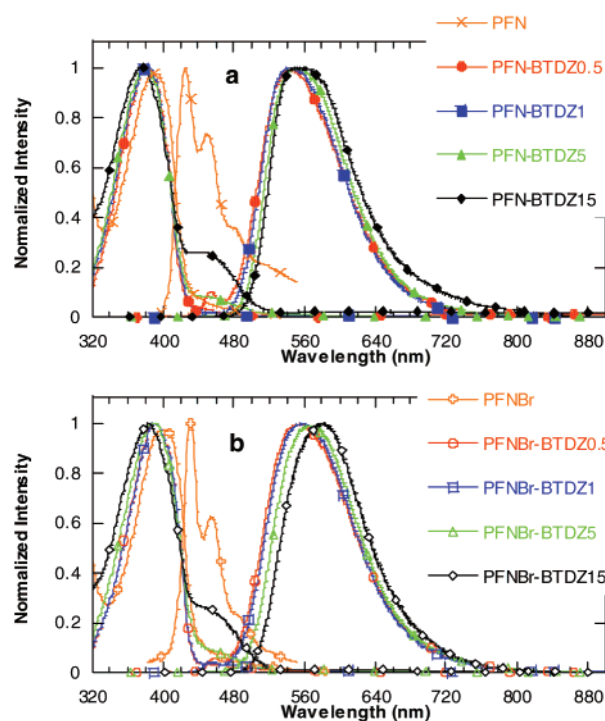 PFN
a
PFN-BTDZ0.5
PFN-BTDZ1
PFN-BTDZ5
PFN-BTDZ15
Normalized Intensity
1
0.8
0.6
0.4
0.2
0
320 400 480 560 640 720 800 880
Wavelength (nm)
PFNBr
b
PFNBr-BTDZ0.5
PFNBr-BTDZ1
PFNBr-BTDZ5
PFNBr-BTDZ15
Normalized Intensity
1
0.8
0.6
0.4
0.2
0
320 400 480 560 640 720 800 880
Wavelength (nm)